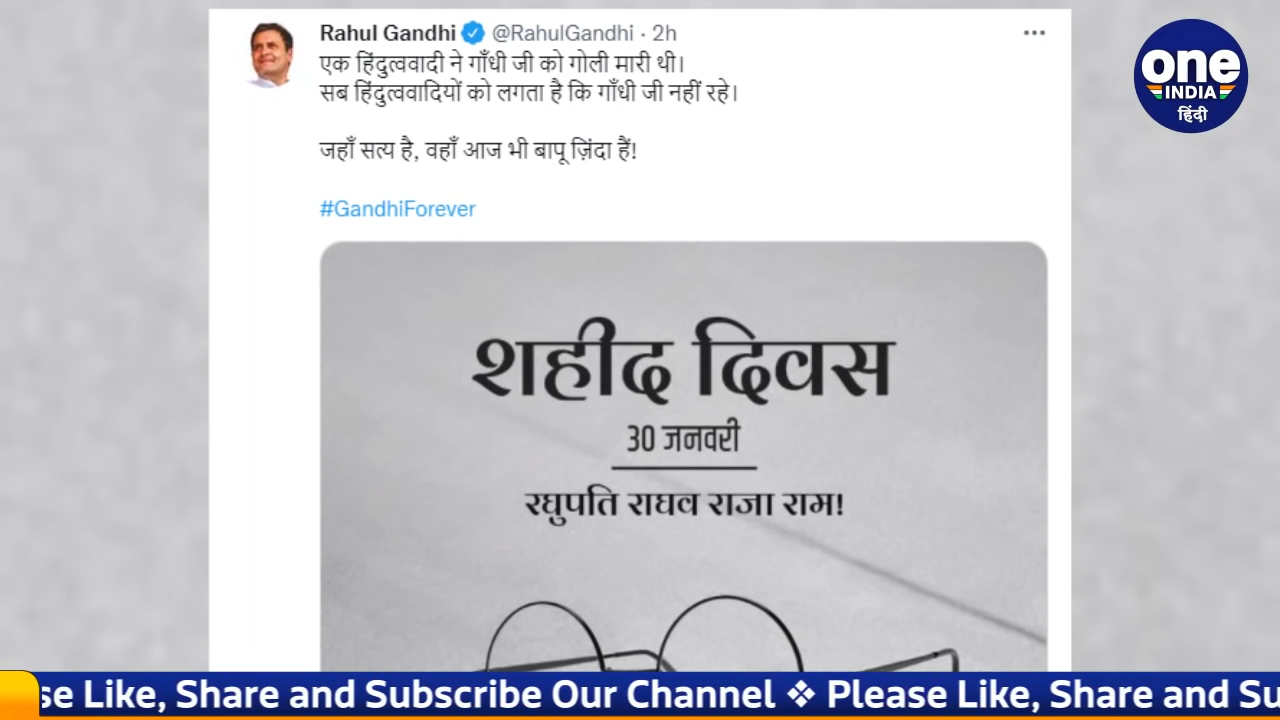 Rahul Gandhi @RahulGandhi · 2h
एक हिंदुत्ववादी ने गाँधी जी को गोली मारी थी।
सब हिंदुत्ववादियों को लगता है कि गाँधी जी नहीं रहे।
जहाँ सत्य है, वहाँ आज भी बापू ज़िंदा हैं!
#GandhiForever
शहीद दिवस
30 जनवरी
रघुपति राघव राजा राम!
one
INDIA
हिंदी
se Like, Share and Subscribe Our Channel ❖ Please Like, Share and Su